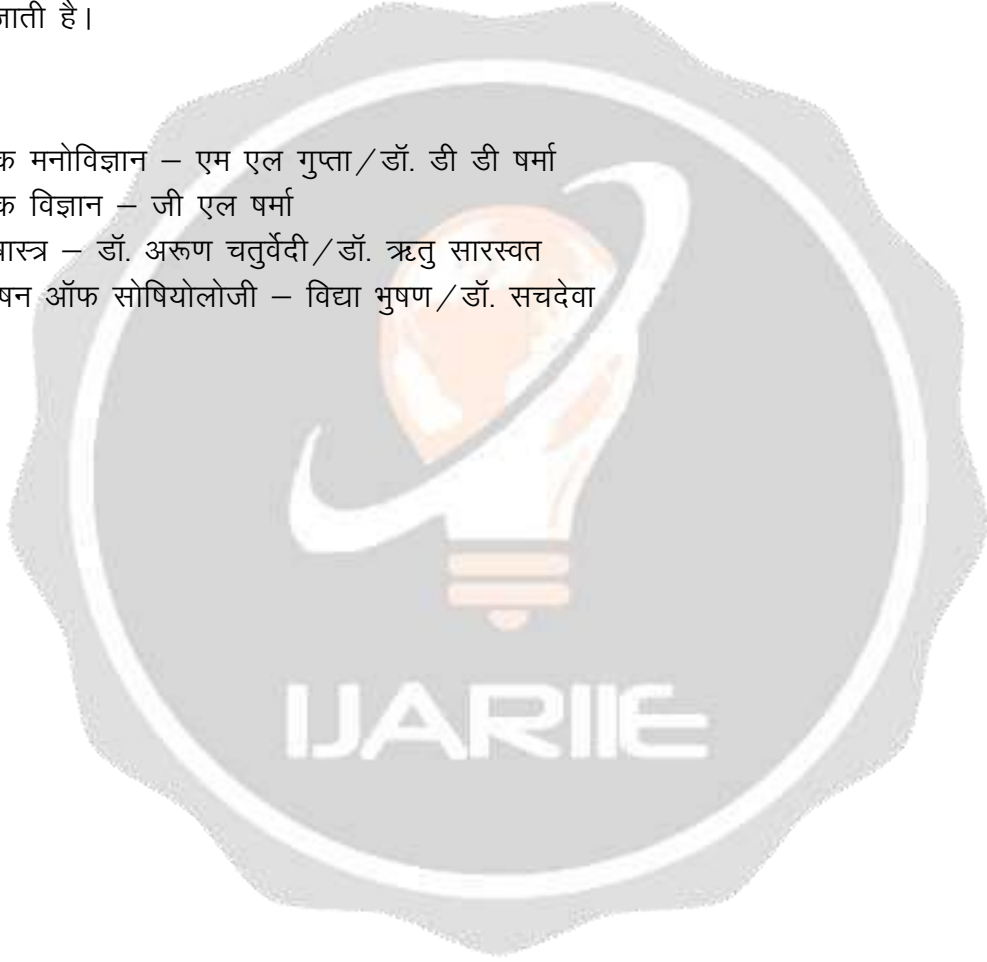 जाती है।
क मनोविज्ञान – एम एल गुप्ता/डॉ. डी डी षर्मा
क विज्ञान – जी एल षर्मा
षास्त्र – डॉ. अरूण चतुर्वेदी/डॉ. ऋतु सारस्वत
षन ऑफ सोषियोलोजी – विद्या भुषण/डॉ. सचदेवा
IJARIIE